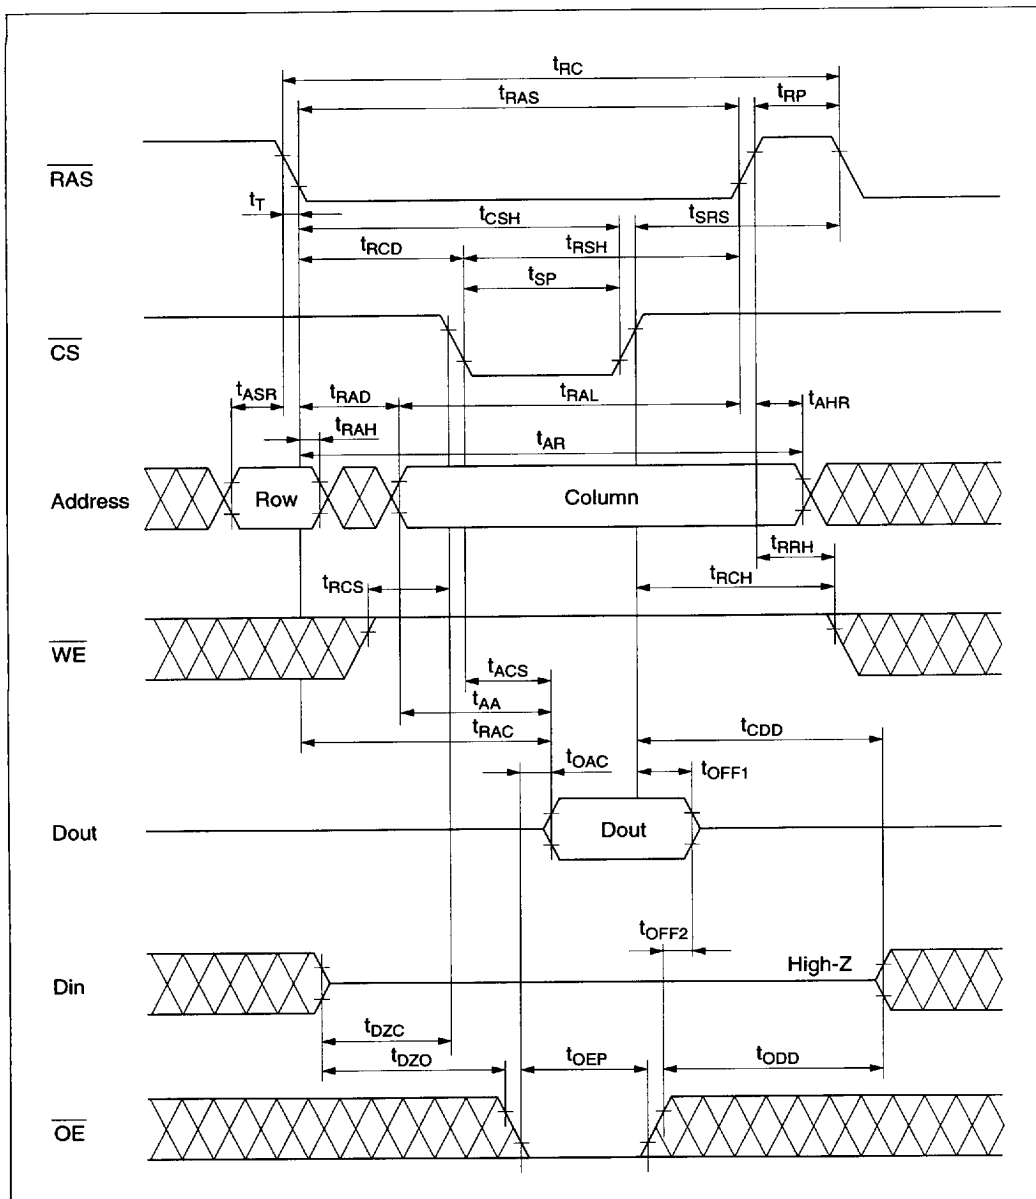 tRC
tRAS
tRP
RAS
tT
tCSH
tSRS
tRCD
tRSH
tSP
CS
tASR
tRAD
tRAL
tAHR
tRAH
tAR
Address
Row
Column
tRRH
tRCS
tRCH
WE
tACS
tAA
tRAC
tCDD
tOAC
tOFF1
Dout
Dout
tOFF2
High-Z
Din
tDZC
tDZO
tOEP
tODD
OE